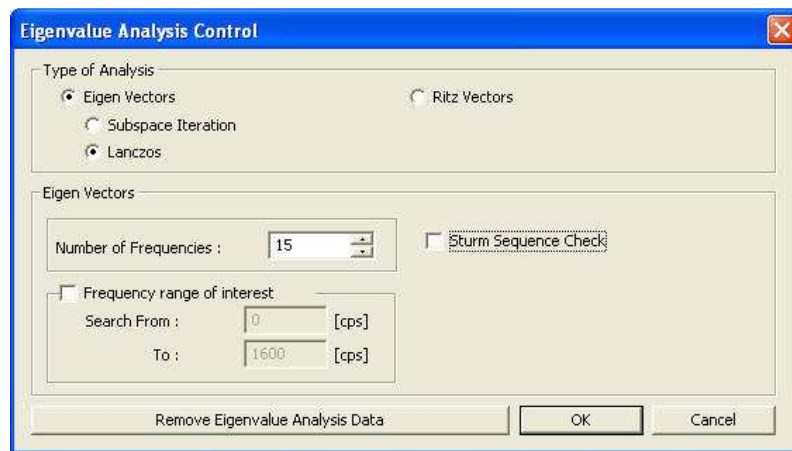 Eigenvalue Analysis Control
Type of Analysis
Eigen Vectors
Ritz Vectors
Subspace Iteration
Lanczos
Eigen Vectors
Number of Frequencies : 15
Sturm Sequence Check
Frequency range of interest
Search From : 0 [cps]
To : 1600 [cps]
Remove Eigenvalue Analysis Data
OK
Cancel